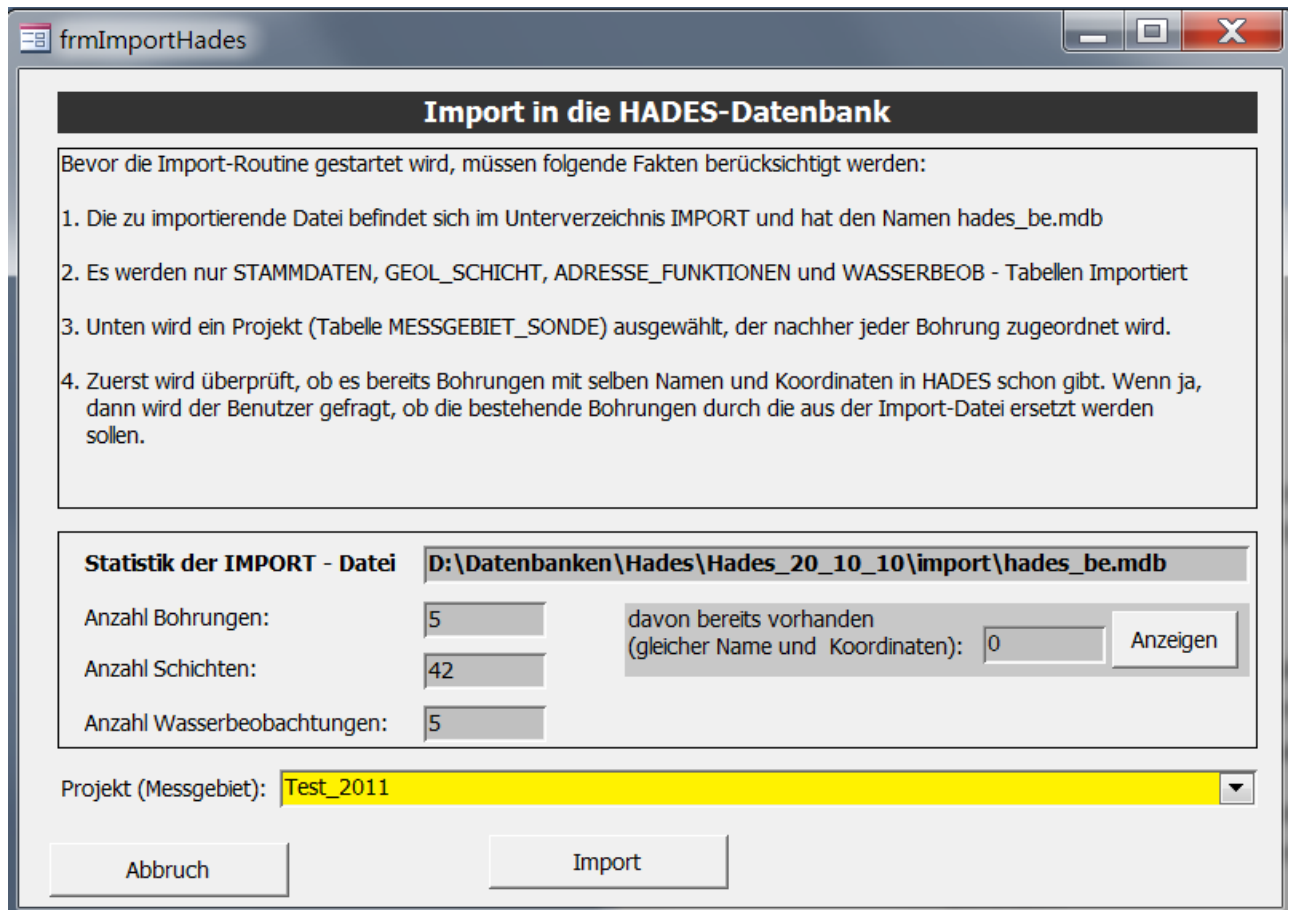 frmImportHades
Import in die HADES-Datenbank
Bevor die Import-Routine gestartet wird, müssen folgende Fakten berücksichtigt werden:
1. Die zu importierende Datei befindet sich im Unterverzeichnis IMPORT und hat den Namen hades_be.mdb
2. Es werden nur STAMMDATEN, GEOL_SCHICHT, ADRESSE_FUNKTIONEN und WASSERBEOB - Tabellen Importiert
3. Unten wird ein Projekt (Tabelle MESSGEBIET_SONDE) ausgewählt, der nachher jeder Bohrung zugeordnet wird.
4. Zuerst wird überprüft, ob es bereits Bohrungen mit selben Namen und Koordinaten in HADES schon gibt. Wenn ja,
dann wird der Benutzer gefragt, ob die bestehende Bohrungen durch die aus der Import-Datei ersetzt werden
sollen.
Statistik der IMPORT - Datei D:\Datenbanken\Hades\Hades_20_10_10\import\hades_be.mdb
Anzahl Bohrungen: 5
davon bereits vorhanden
(gleicher Name und Koordinaten): 0 Anzeigen
Anzahl Schichten: 42
Anzahl Wasserbeobachtungen: 5
Projekt (Messgebiet): Test_2011
Abbruch Import